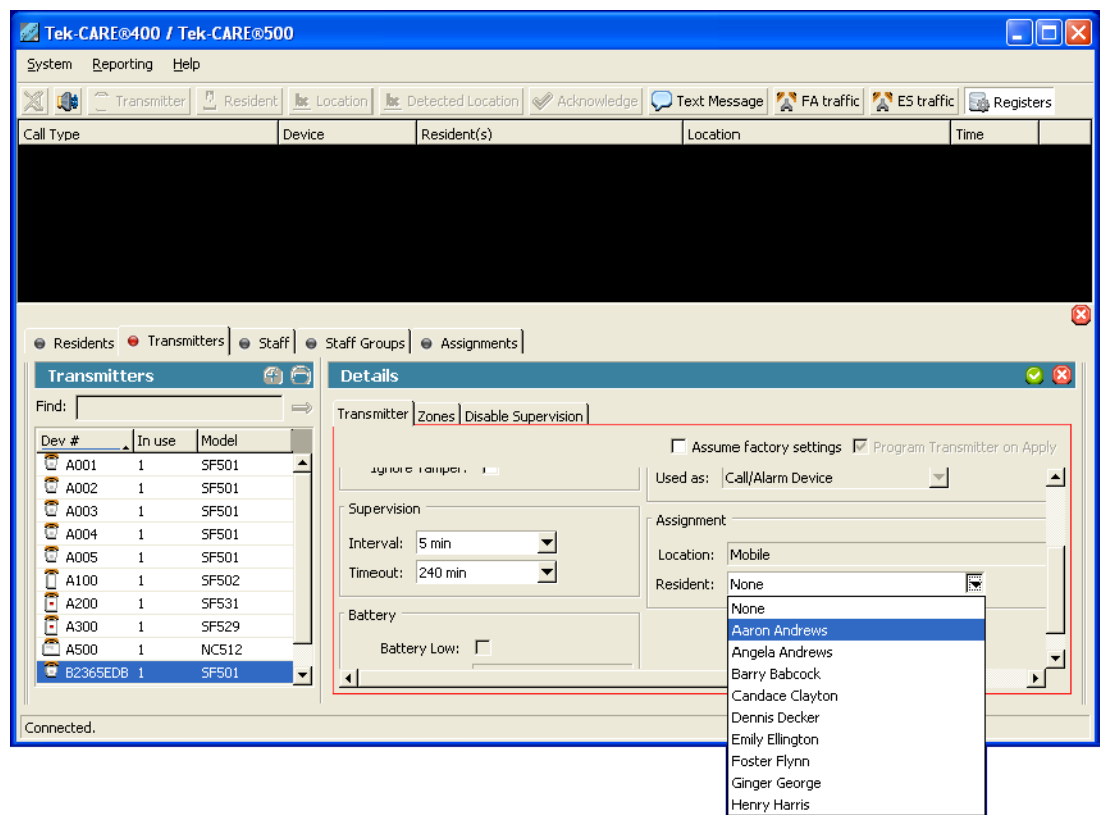 Tek-CARE®400 / Tek-CARE®500
System Reporting Help
Transmitter Resident Location Detected Location Acknowledge Text Message FA traffic ES traffic Registers
Call Type Device Resident(s) Location Time
Residents Transmitters Staff Staff Groups Assignments
Transmitters
Find:
Dev # In use Model
A001 1 SF501
A002 1 SF501
A003 1 SF501
A004 1 SF501
A005 1 SF501
A100 1 SF502
A200 1 SF531
A300 1 SF529
A500 1 NC512
B2365EDB 1 SF501
Details
Transmitter Zones Disable Supervision
Assume factory settings Program Transmitter on Apply
Ignore Tamper:
Supervision
Interval: 5 min
Timeout: 240 min
Battery
Battery Low:
Used as: Call/Alarm Device
Assignment
Location: Mobile
Resident: None
None
Aaron Andrews
Angela Andrews
Barry Babcock
Candace Clayton
Dennis Decker
Emily Ellington
Foster Flynn
Ginger George
Henry Harris
Connected.